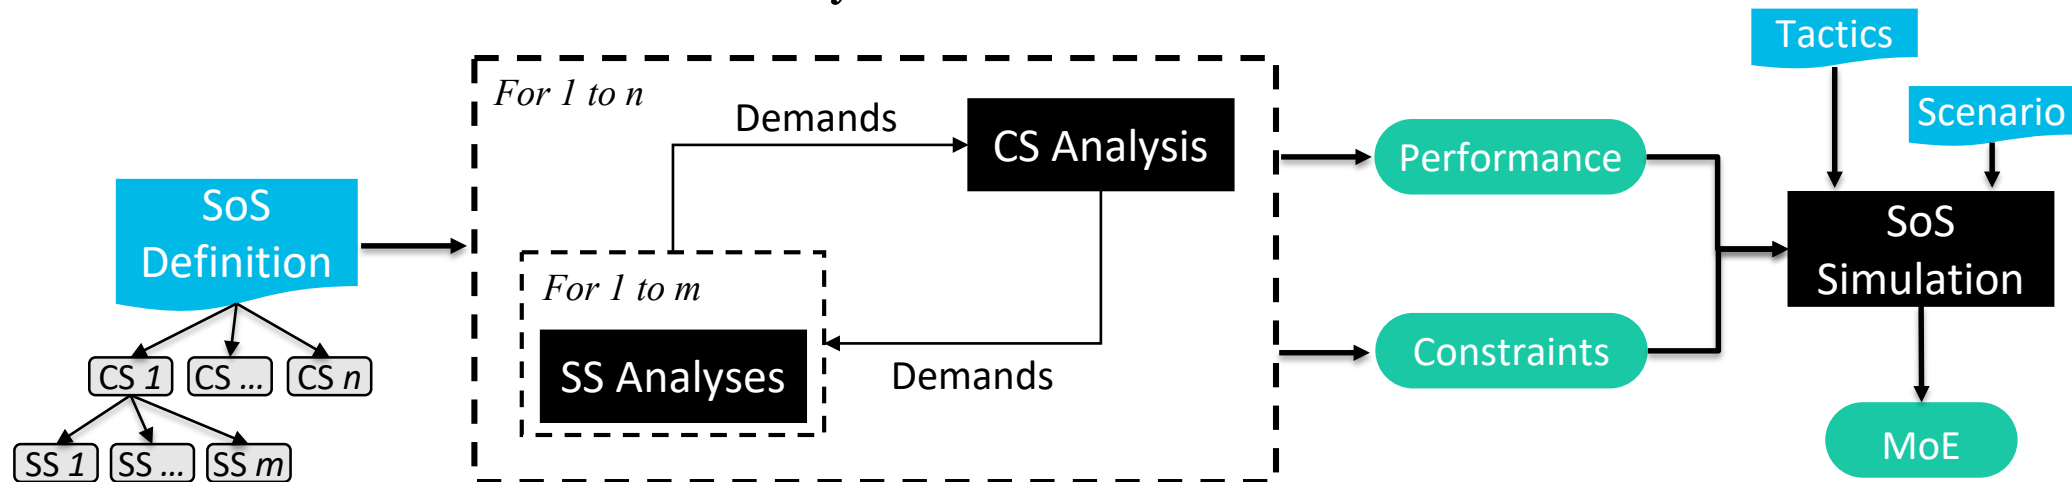 SoS
Definition
CS 1
CS ...
CS n
SS 1
SS ...
SS m
For 1 to n
Demands
CS Analysis
For 1 to m
SS Analyses
Demands
Performance
Constraints
Tactics
Scenario
SoS
Simulation
MoE